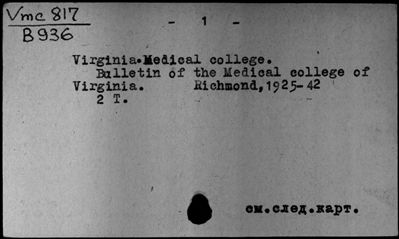 Vmc 817
B936
- 1 -
Virginia.Medical college.
Bulletin of the Medical college of
Virginia. Richmond,1925-42
2 T.
см.след.карт.